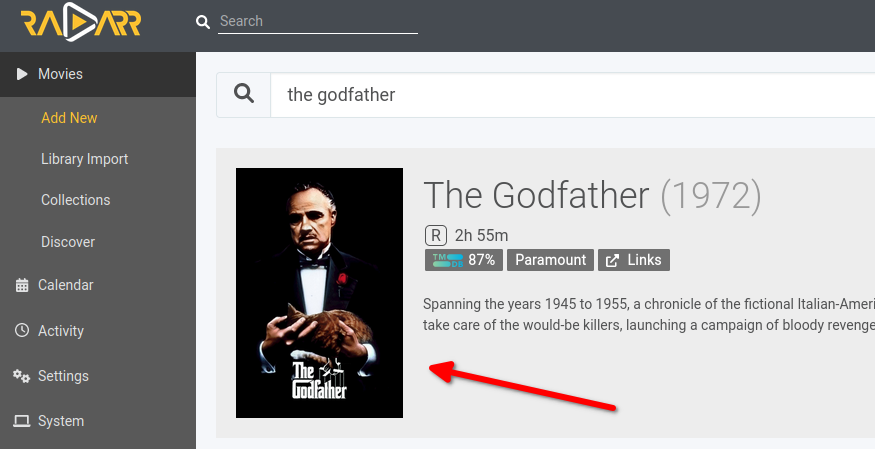 RADARR
Search
Movies
Add New
Library Import
Collections
Discover
Calendar
Activity
Settings
System
the godfather
The Godfather
The Godfather (1972)
R 2h 55m
TMDB 87% Paramount Links
Spanning the years 1945 to 1955, a chronicle of the fictional Italian-Ameri
take care of the would-be killers, launching a campaign of bloody revenge